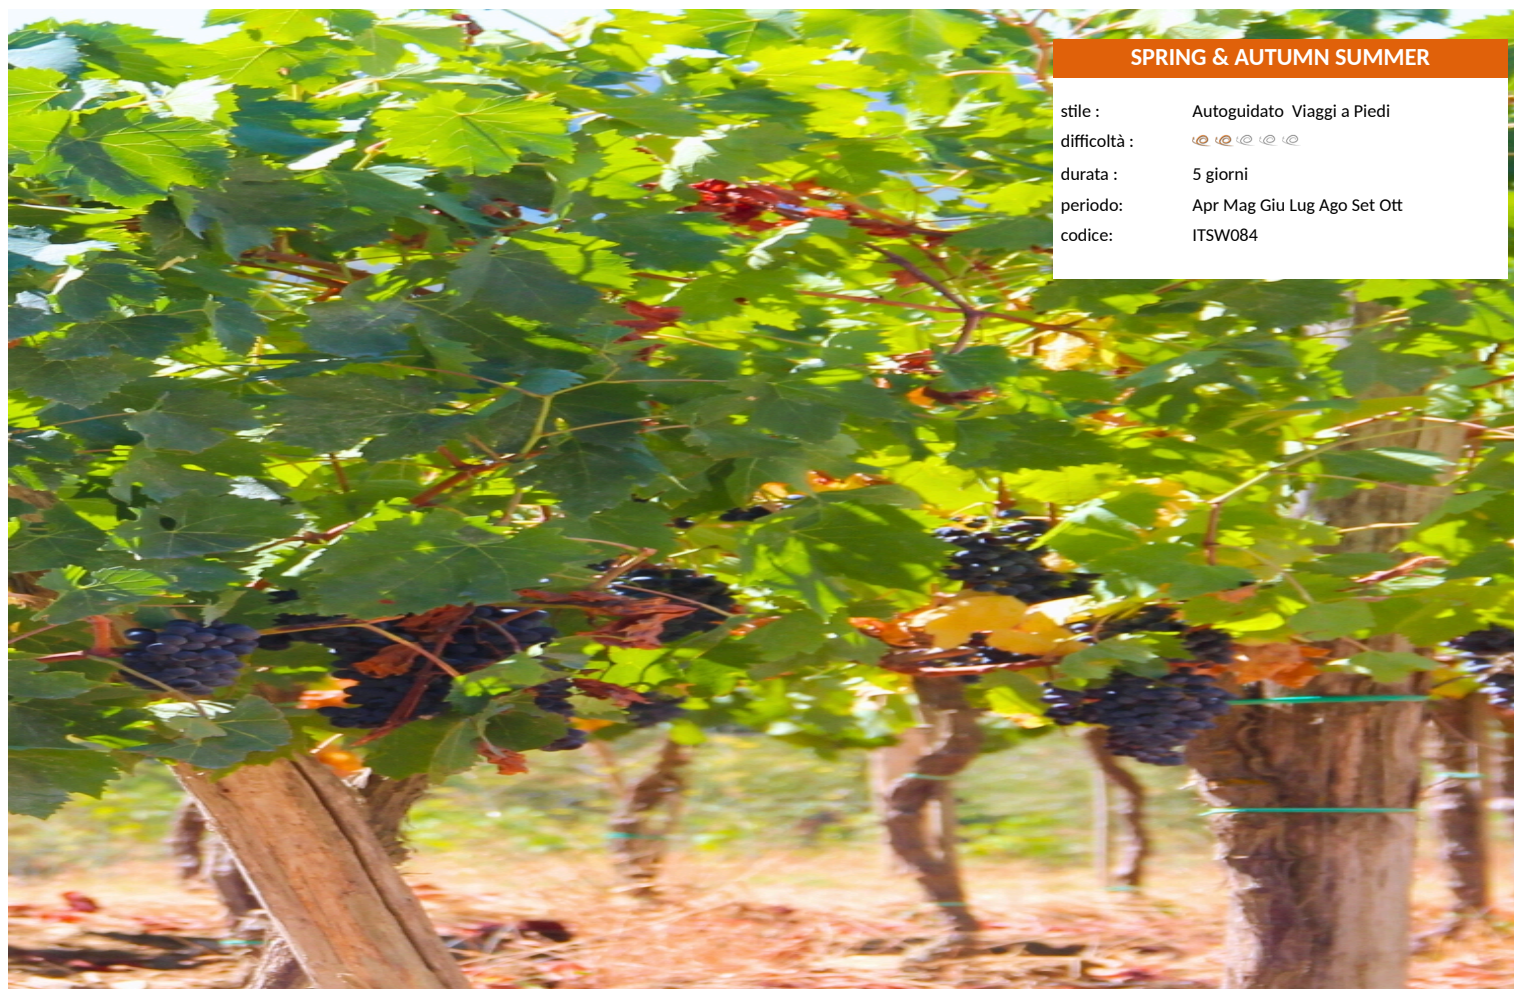 SPRING & AUTUMN SUMMER
stile : Autoguidato  Viaggi a Piedi
difficoltà :
durata : 5 giorni
periodo: Apr Mag Giu Lug Ago Set Ott
codice: ITSW084